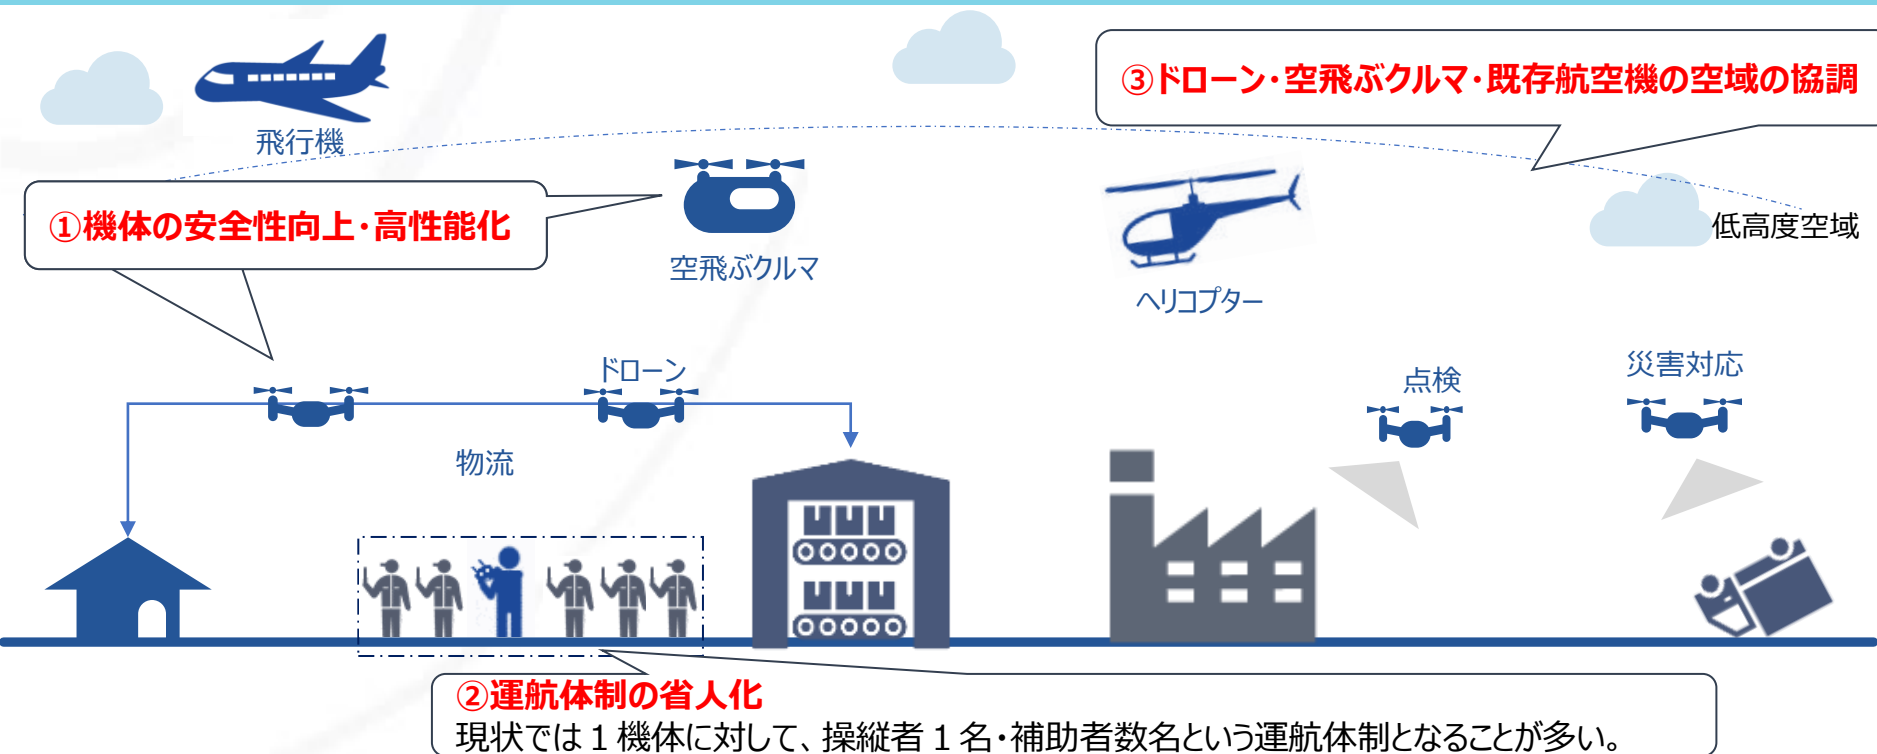 ③ドローン・空飛ぶクルマ・既存航空機の空域の協調
飛行機
①機体の安全性向上・高性能化
低高度空域
空飛ぶクルマ
ヘリコプター
ドローン
災害対応
点検
物流
②運航体制の省人化
現状では1機体に対して、操縦者1名・補助者数名という運航体制となることが多い。